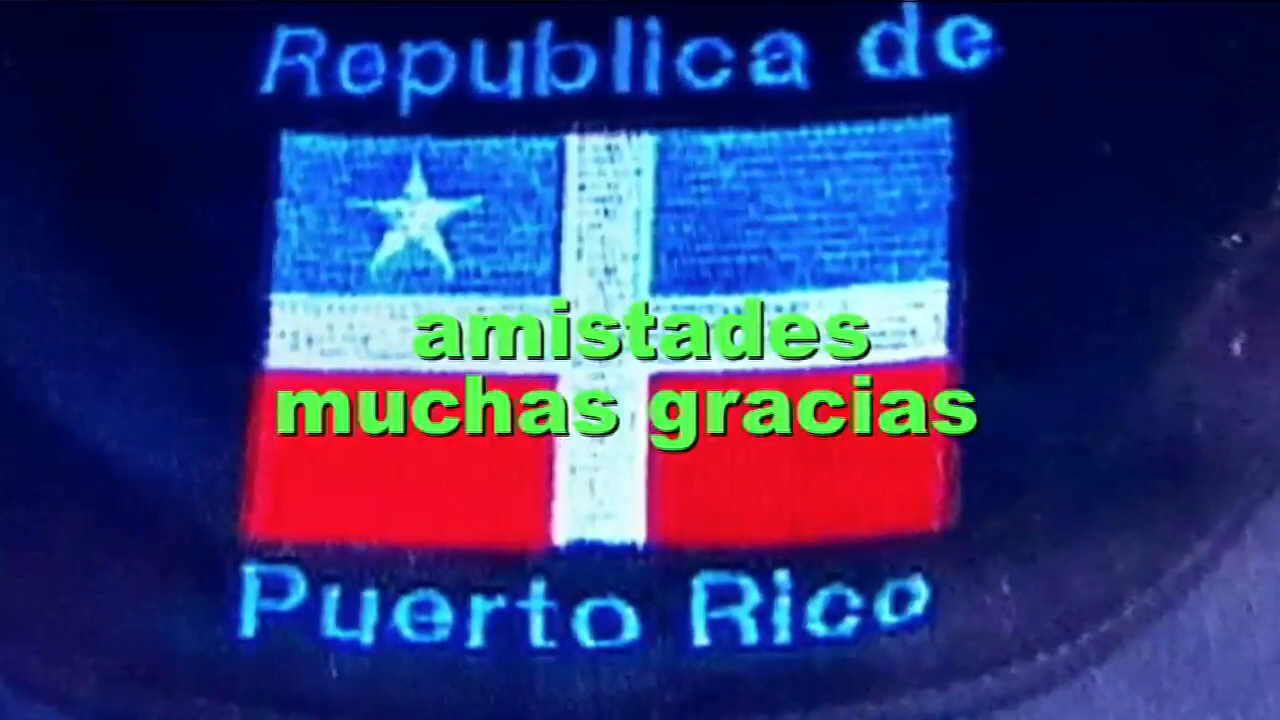 Republica de
amistades
muchas gracias
Puerto Rico